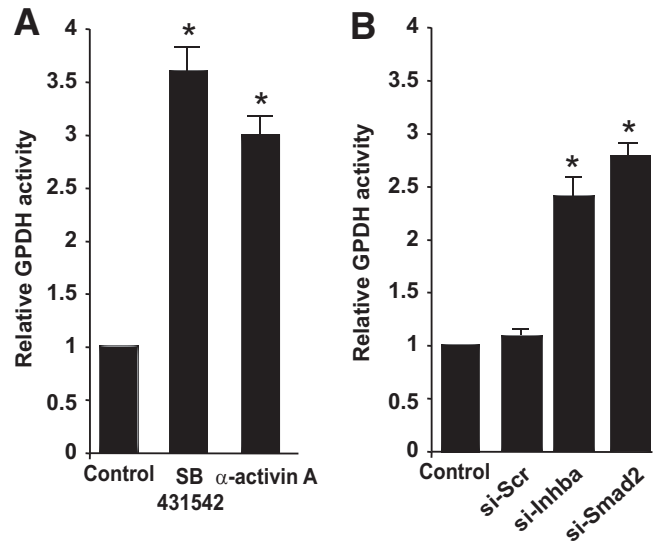 A
Relative GPDH activity
4
3.5
3
2.5
2
1.5
1
0.5
0
*
*
Control
SB
431542
α-activin A
B
Relative GPDH activity
4
3.5
3
2.5
2
1.5
1
0.5
0
*
*
Control
si-Scr
si-Inhba
si-Smad2